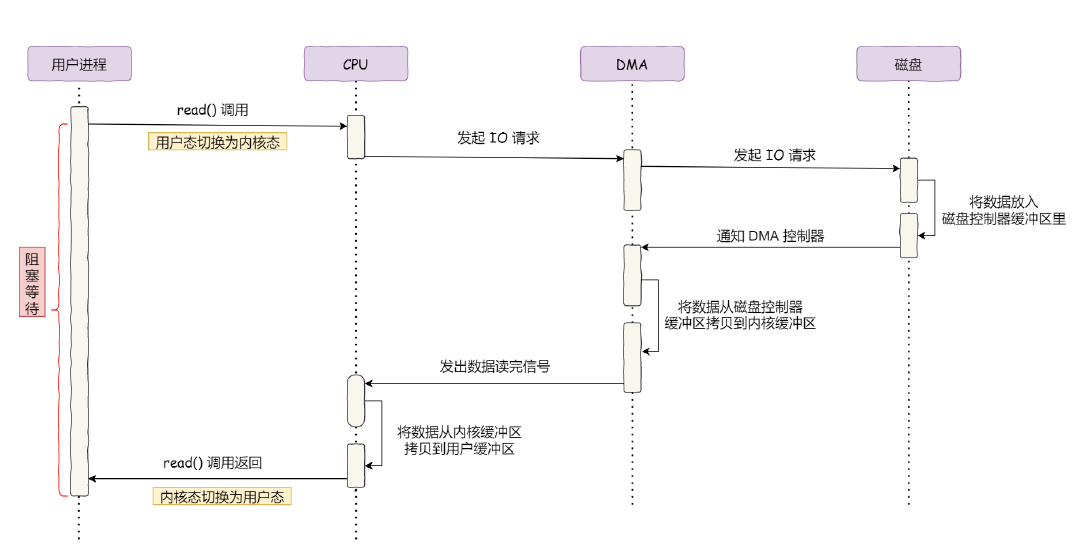 用户进程
CPU
DMA
磁盘
read() 调用
用户态切换为内核态
发起 IO 请求
发起 IO 请求
将数据放入
磁盘控制器缓冲区里
通知 DMA 控制器
阻塞等待
将数据从磁盘控制器
缓冲区拷贝到内核缓冲区
发出数据读完信号
将数据从内核缓冲区
拷贝到用户缓冲区
read() 调用返回
内核态切换为用户态